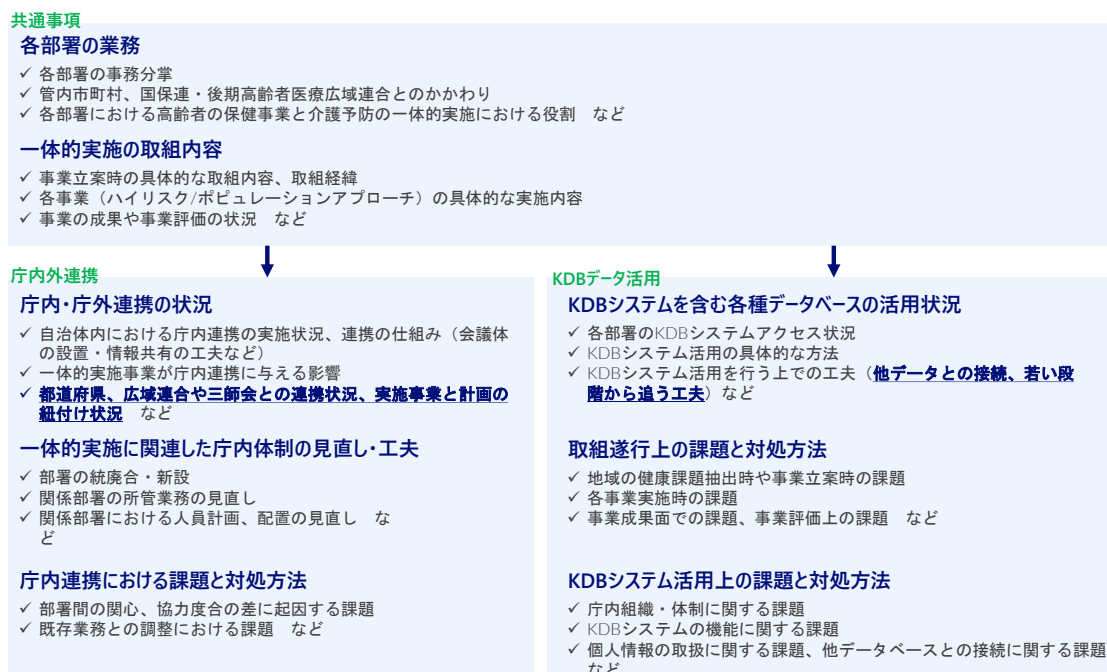 共通事項
各部署の業務
✓ 各部署の事務分掌
✓ 管内市町村、国保連・後期高齢者医療広域連合とのかかわり
✓ 各部署における高齢者の保健事業と介護予防の一体的実施における役割　など
一体的実施の取組内容
✓ 事業立案時の具体的な取組内容、取組経緯
✓ 各事業（ハイリスク/ポピュレーションアプローチ）の具体的な実施内容
✓ 事業の成果や事業評価の状況　など
庁内外連携
庁内・庁外連携の状況
✓ 自治体内における庁内連携の実施状況、連携の仕組み（会議体
の設置・情報共有の工夫など）
✓ 一体的実施事業が庁内連携に与える影響
✓ 都道府県、広域連合や三師会との連携状況、実施事業と計画の
紐付け状況　など
一体的実施に関連した庁内体制の見直し・工夫
✓ 部署の統廃合・新設
✓ 関係部署の所管業務の見直し
✓ 関係部署における人員計画、配置の見直し　な
ど
庁内連携における課題と対処方法
✓ 部署間の関心、協力度合の差に起因する課題
✓ 既存業務との調整における課題　など
KDBデータ活用
KDBシステムを含む各種データベースの活用状況
✓ 各部署のKDBシステムアクセス状況
✓ KDBシステム活用の具体的な方法
✓ KDBシステム活用を行う上での工夫（他データとの接続、若い段
階から追う工夫）など
取組遂行上の課題と対処方法
✓ 地域の健康課題抽出時や事業立案時の課題
✓ 各事業実施時の課題
✓ 事業成果面での課題、事業評価上の課題　など
KDBシステム活用上の課題と対処方法
✓ 庁内組織・体制に関する課題
✓ KDBシステムの機能に関する課題
✓ 個人情報の取扱に関する課題、他データベースとの接続に関する課題
など